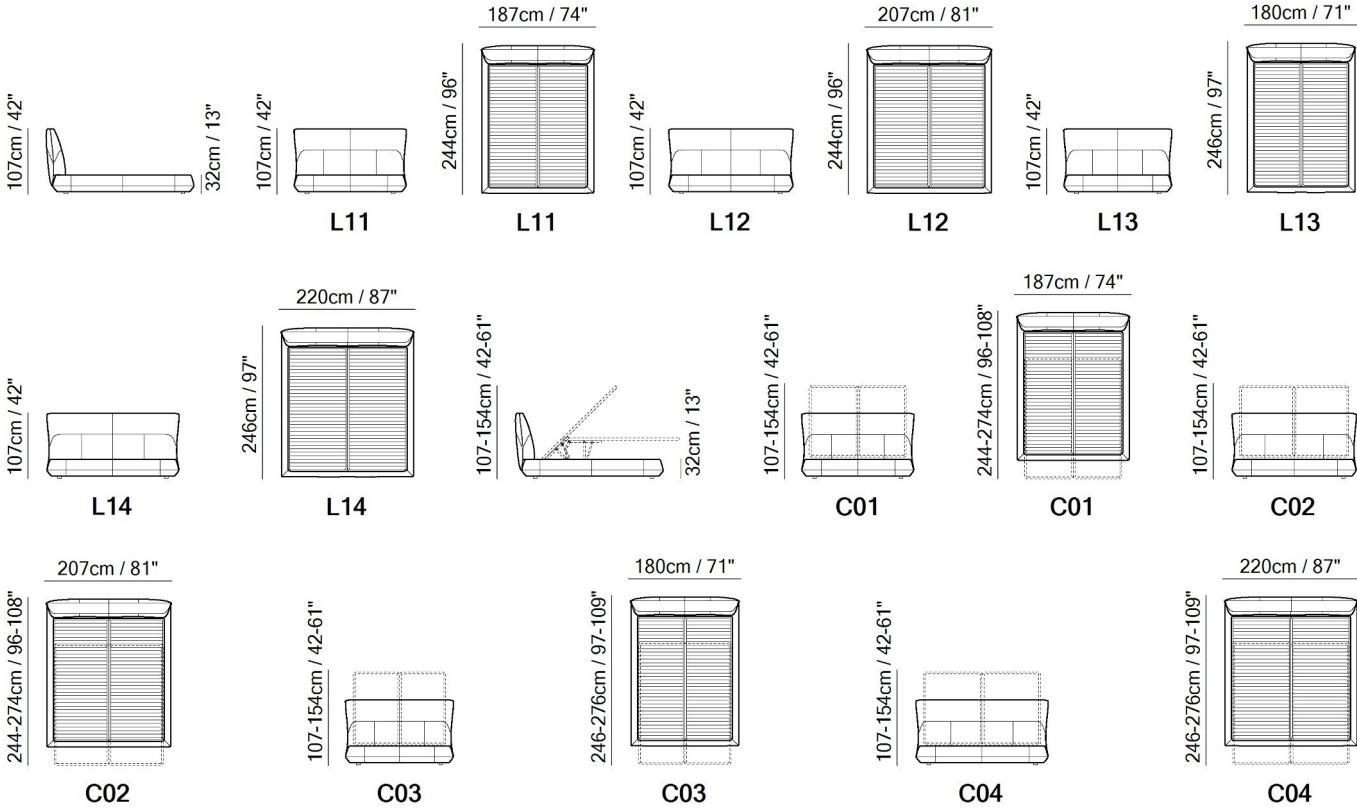 187cm / 74"
207cm / 81"
180cm / 71"
107cm / 42"
32cm / 13"
107cm / 42"
244cm / 96"
107cm / 42"
244cm / 96"
107cm / 42"
246cm / 97"
L11
L11
L12
L12
L13
L13
220cm / 87"
187cm / 74"
107cm / 42"
246cm / 97"
107-154cm / 42-61"
32cm / 13"
107-154cm / 42-61"
244-274cm / 96-108"
107-154cm / 42-61"
L14
L14
C01
C01
C02
207cm / 81"
180cm / 71"
220cm / 87"
244-274cm / 96-108"
107-154cm / 42-61"
246-276cm / 97-109"
107-154cm / 42-61"
246-276cm / 97-109"
C02
C03
C03
C04
C04